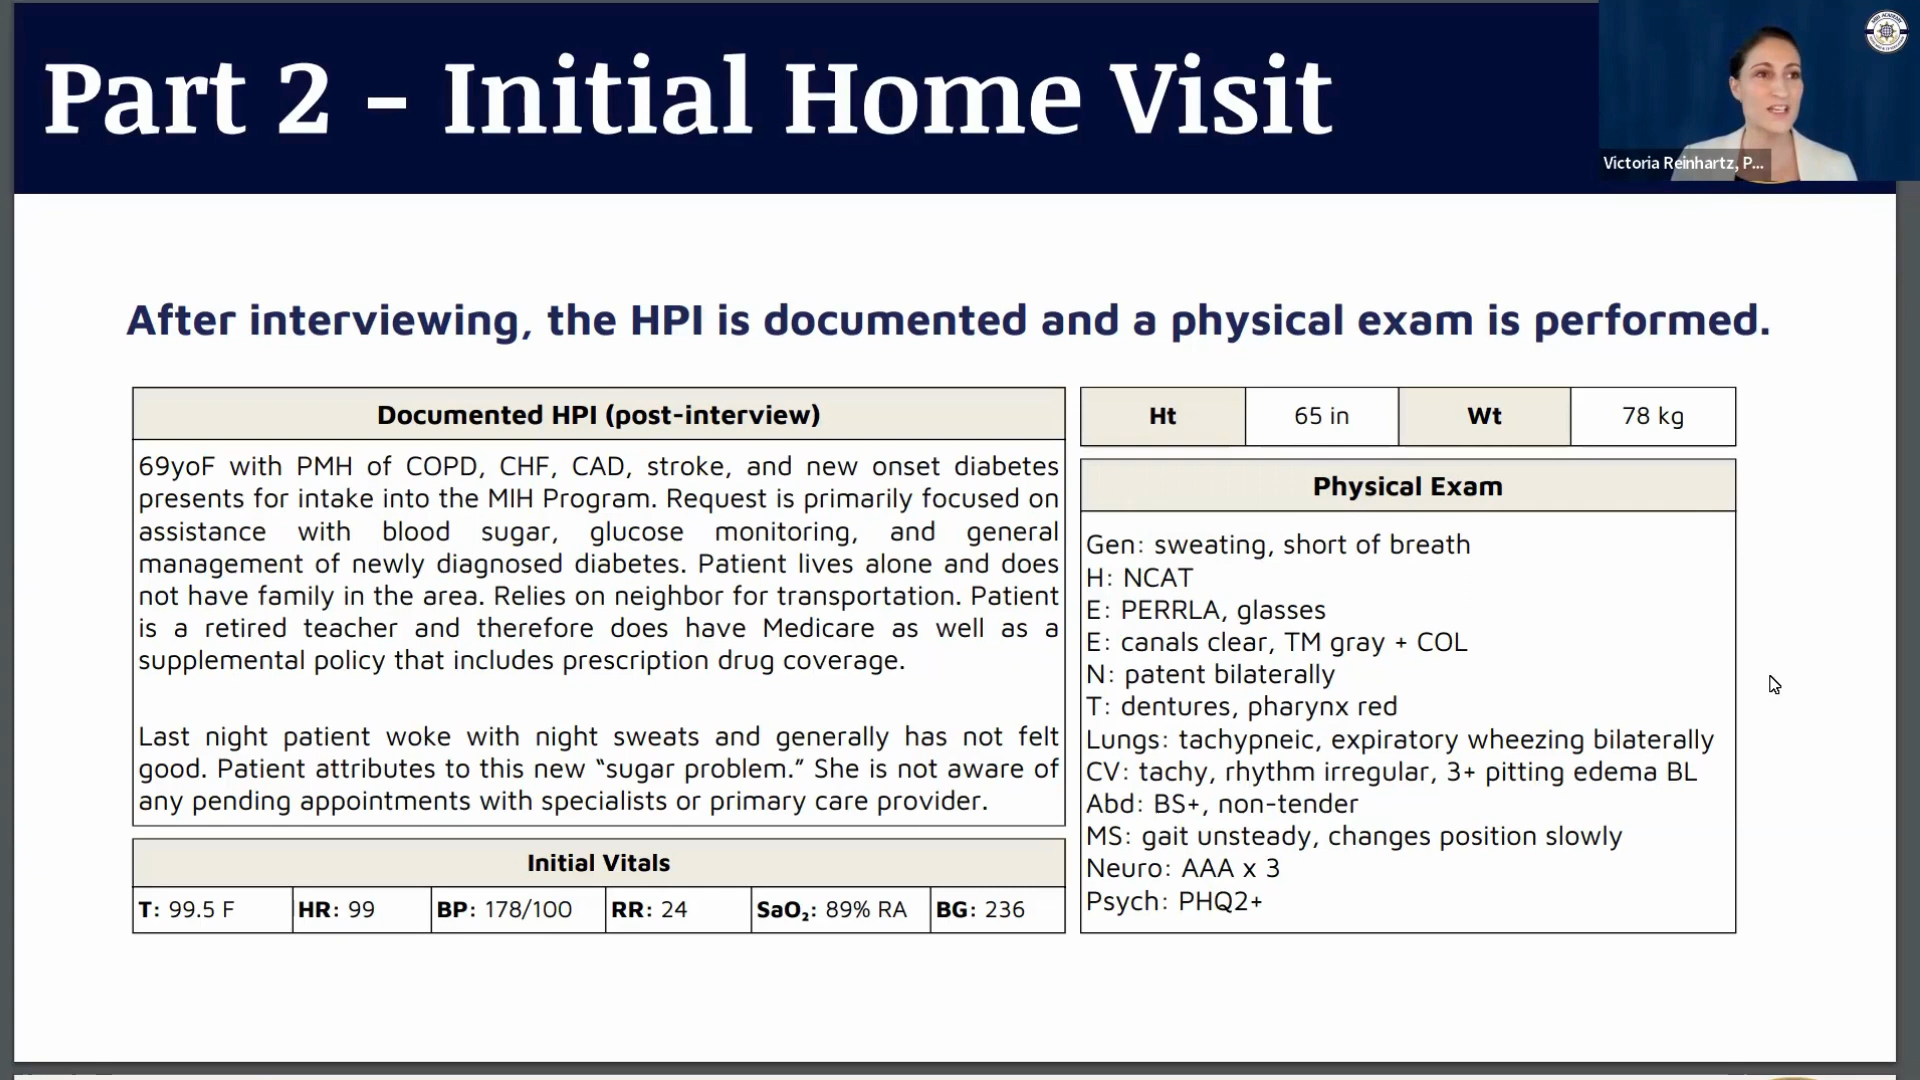 Part 2 - Initial Home Visit
Victoria Reinhartz, P...
After interviewing, the HPI is documented and a physical exam is performed.
Documented HPI (post-interview)
69yoF with PMH of COPD, CHF, CAD, stroke, and new onset diabetes
presents for intake into the MIH Program. Request is primarily focused on
assistance with blood sugar, glucose monitoring, and general
management of newly diagnosed diabetes. Patient lives alone and does
not have family in the area. Relies on neighbor for transportation. Patient
is a retired teacher and therefore does have Medicare as well as a
supplemental policy that includes prescription drug coverage.
Last night patient woke with night sweats and generally has not felt
good. Patient attributes to this new “sugar problem.” She is not aware of
any pending appointments with specialists or primary care provider.
Initial Vitals
T: 99.5 F HR: 99 BP: 178/100 RR: 24 SaO₂: 89% RA BG: 236
Ht 65 in Wt 78 kg
Physical Exam
Gen: sweating, short of breath
H: NCAT
E: PERRLA, glasses
E: canals clear, TM gray + COL
N: patent bilaterally
T: dentures, pharynx red
Lungs: tachypneic, expiratory wheezing bilaterally
CV: tachy, rhythm irregular, 3+ pitting edema BL
Abd: BS+, non-tender
MS: gait unsteady, changes position slowly
Neuro: AAA x 3
Psych: PHQ2+